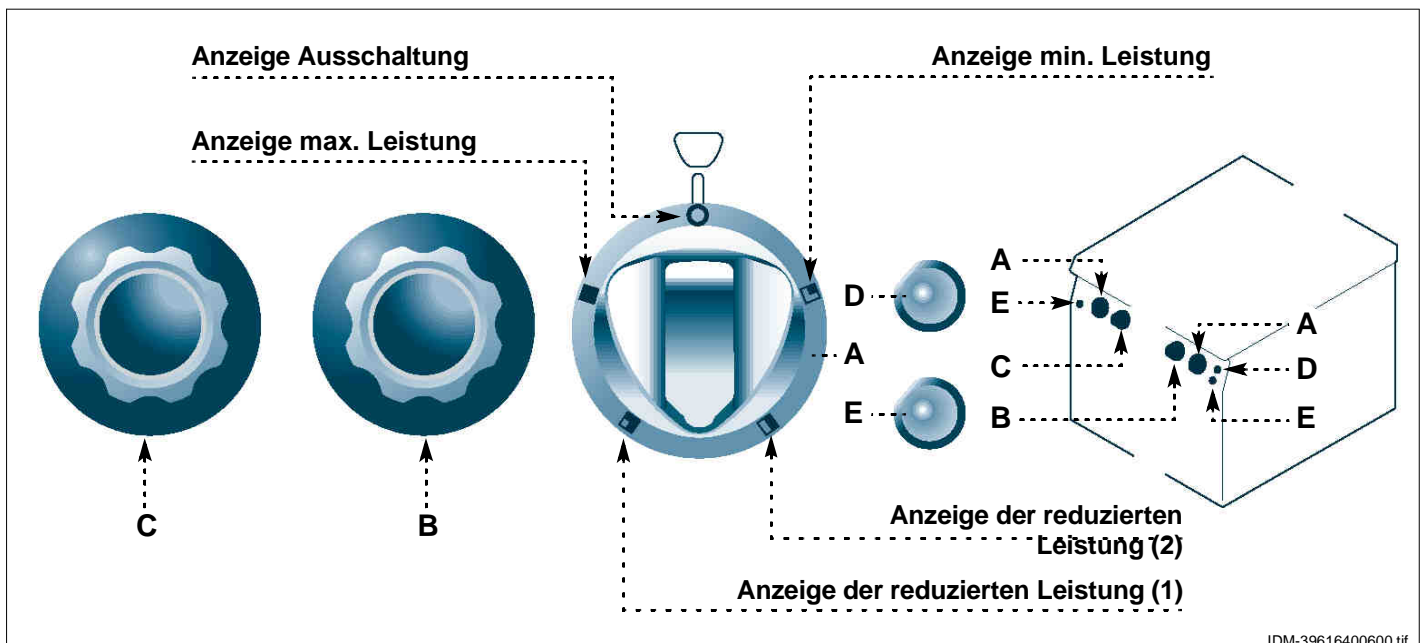 Anzeige Ausschaltung
Anzeige min. Leistung
Anzeige max. Leistung
A
D
E
A
A
C
D
E
B
E
C
B
Anzeige der reduzierten
Leistung (2)
Anzeige der reduzierten Leistung (1)
IDM-39616400600.tif